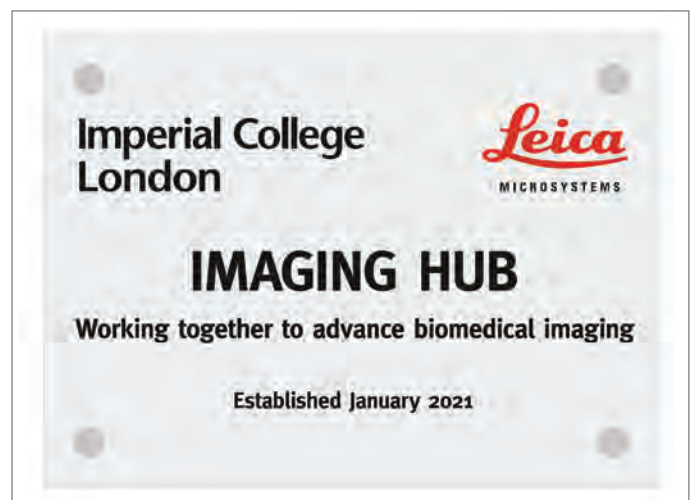 Imperial College
London
Leica
MICROSYSTEMS
IMAGING HUB
Working together to advance biomedical imaging
Established January 2021